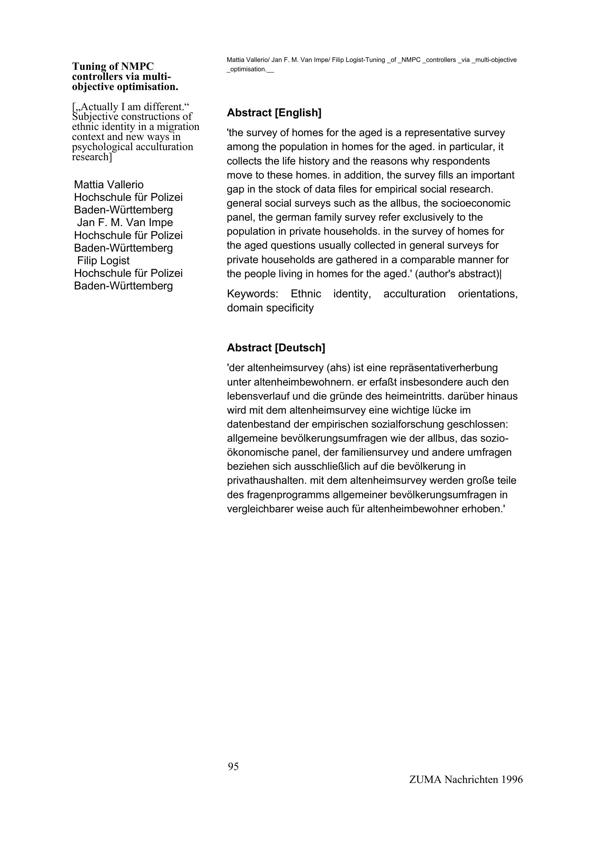 Tuning of NMPC
controllers via multi-
objective optimisation.
[„Actually I am different.“
Subjective constructions of
ethnic identity in a migration
context and new ways in
psychological acculturation
research]
Mattia Vallerio
Hochschule für Polizei
Baden-Württemberg
Jan F. M. Van Impe
Hochschule für Polizei
Baden-Württemberg
Filip Logist
Hochschule für Polizei
Baden-Württemberg
Mattia Vallerio/ Jan F. M. Van Impe/ Filip Logist-Tuning _of _NMPC _controllers _via _multi-objective
_optimisation.__
Abstract [English]
'the survey of homes for the aged is a representative survey
among the population in homes for the aged. in particular, it
collects the life history and the reasons why respondents
move to these homes. in addition, the survey fills an important
gap in the stock of data files for empirical social research.
general social surveys such as the allbus, the socioeconomic
panel, the german family survey refer exclusively to the
population in private households. in the survey of homes for
the aged questions usually collected in general surveys for
private households are gathered in a comparable manner for
the people living in homes for the aged.' (author's abstract)|
Keywords: Ethnic identity, acculturation orientations,
domain specificity
Abstract [Deutsch]
'der altenheimsurvey (ahs) ist eine repräsentativerherbung
unter altenheimbewohnern. er erfaßt insbesondere auch den
lebensverlauf und die gründe des heimeintritts. darüber hinaus
wird mit dem altenheimsurvey eine wichtige lücke im
datenbestand der empirischen sozialforschung geschlossen:
allgemeine bevölkerungsumfragen wie der allbus, das sozio-
ökonomische panel, der familiensurvey und andere umfragen
beziehen sich ausschließlich auf die bevölkerung in
privathaushalten. mit dem altenheimsurvey werden große teile
des fragenprogramms allgemeiner bevölkerungsumfragen in
vergleichbarer weise auch für altenheimbewohner erhoben.'
95
ZUMA Nachrichten 1996